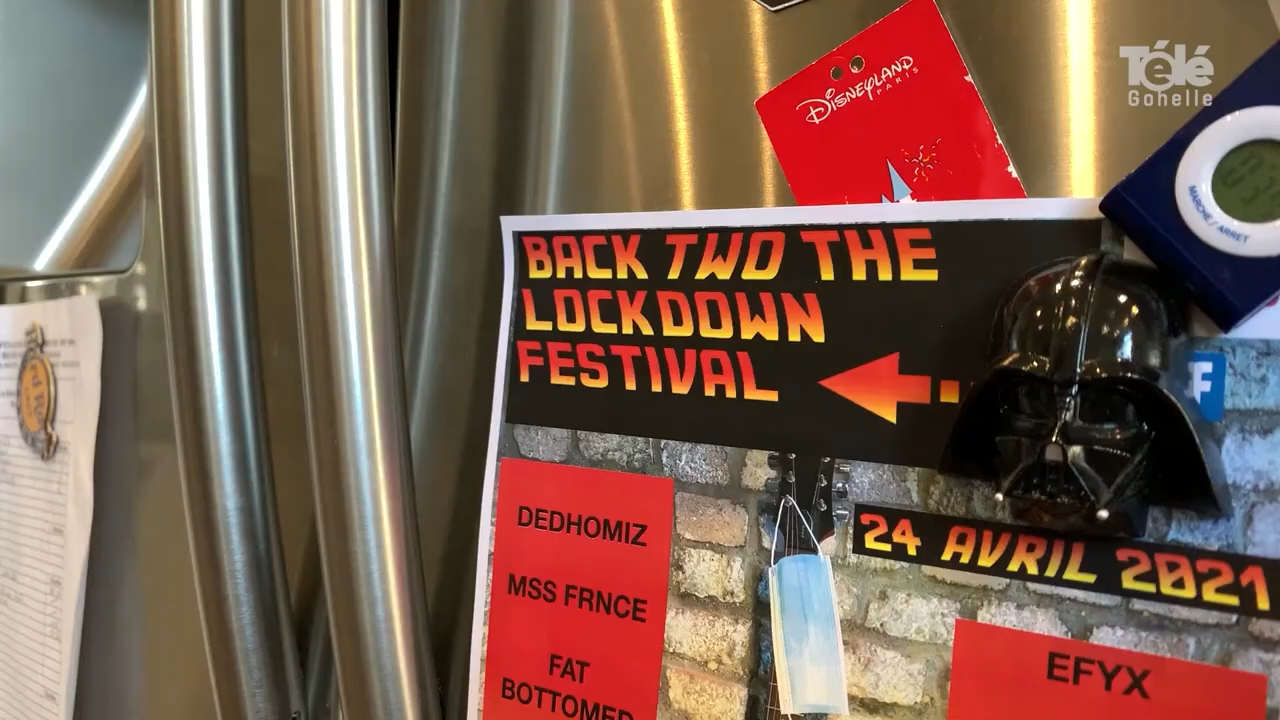 Télé
Gohelle
DISNEYLAND
PARIS
MARCHE / ARRET
BACK TWO THE
LOCKDOWN
FESTIVAL
24 AVRIL 2021
DEDHOMIZ
MSS FRNCE
FAT
BOTTOMED
EFYX